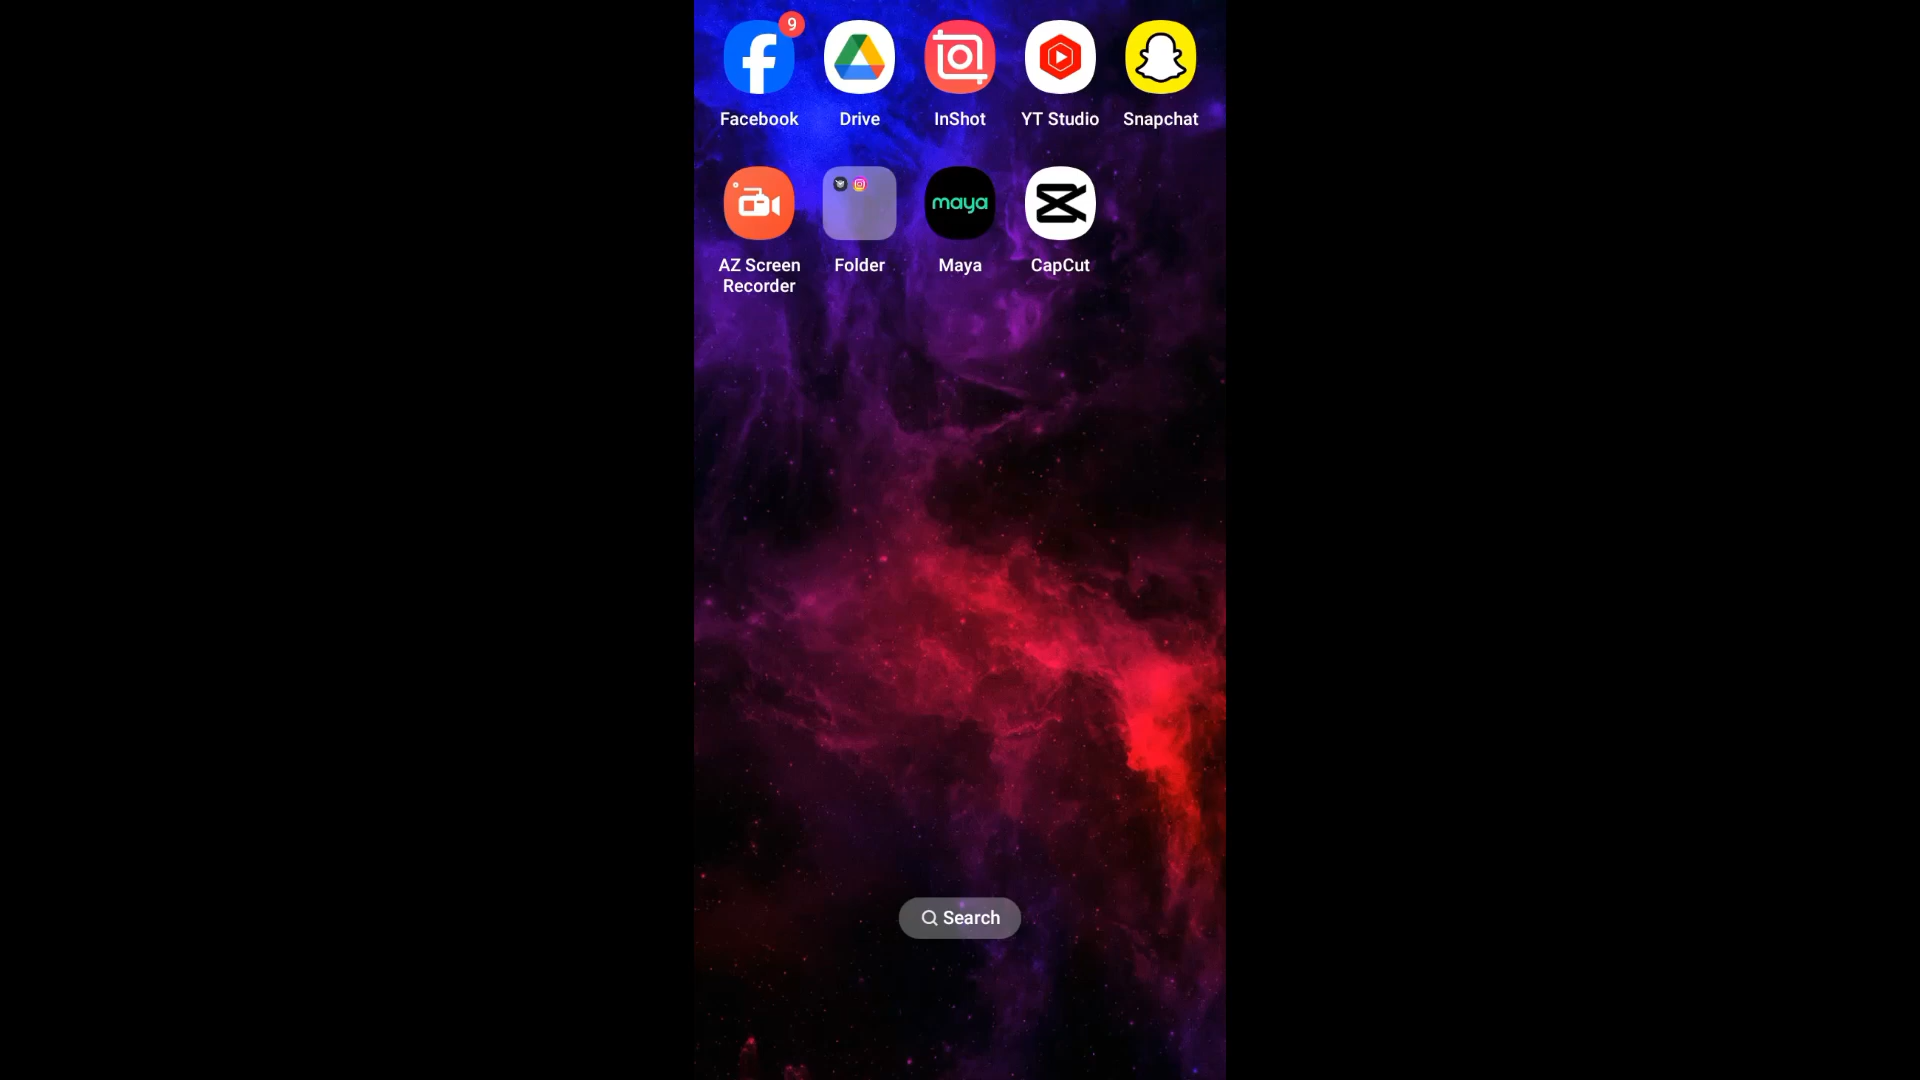 9
Facebook
Drive
InShot
YT Studio
Snapchat
maya
AZ Screen
Recorder
Folder
Maya
CapCut
Search